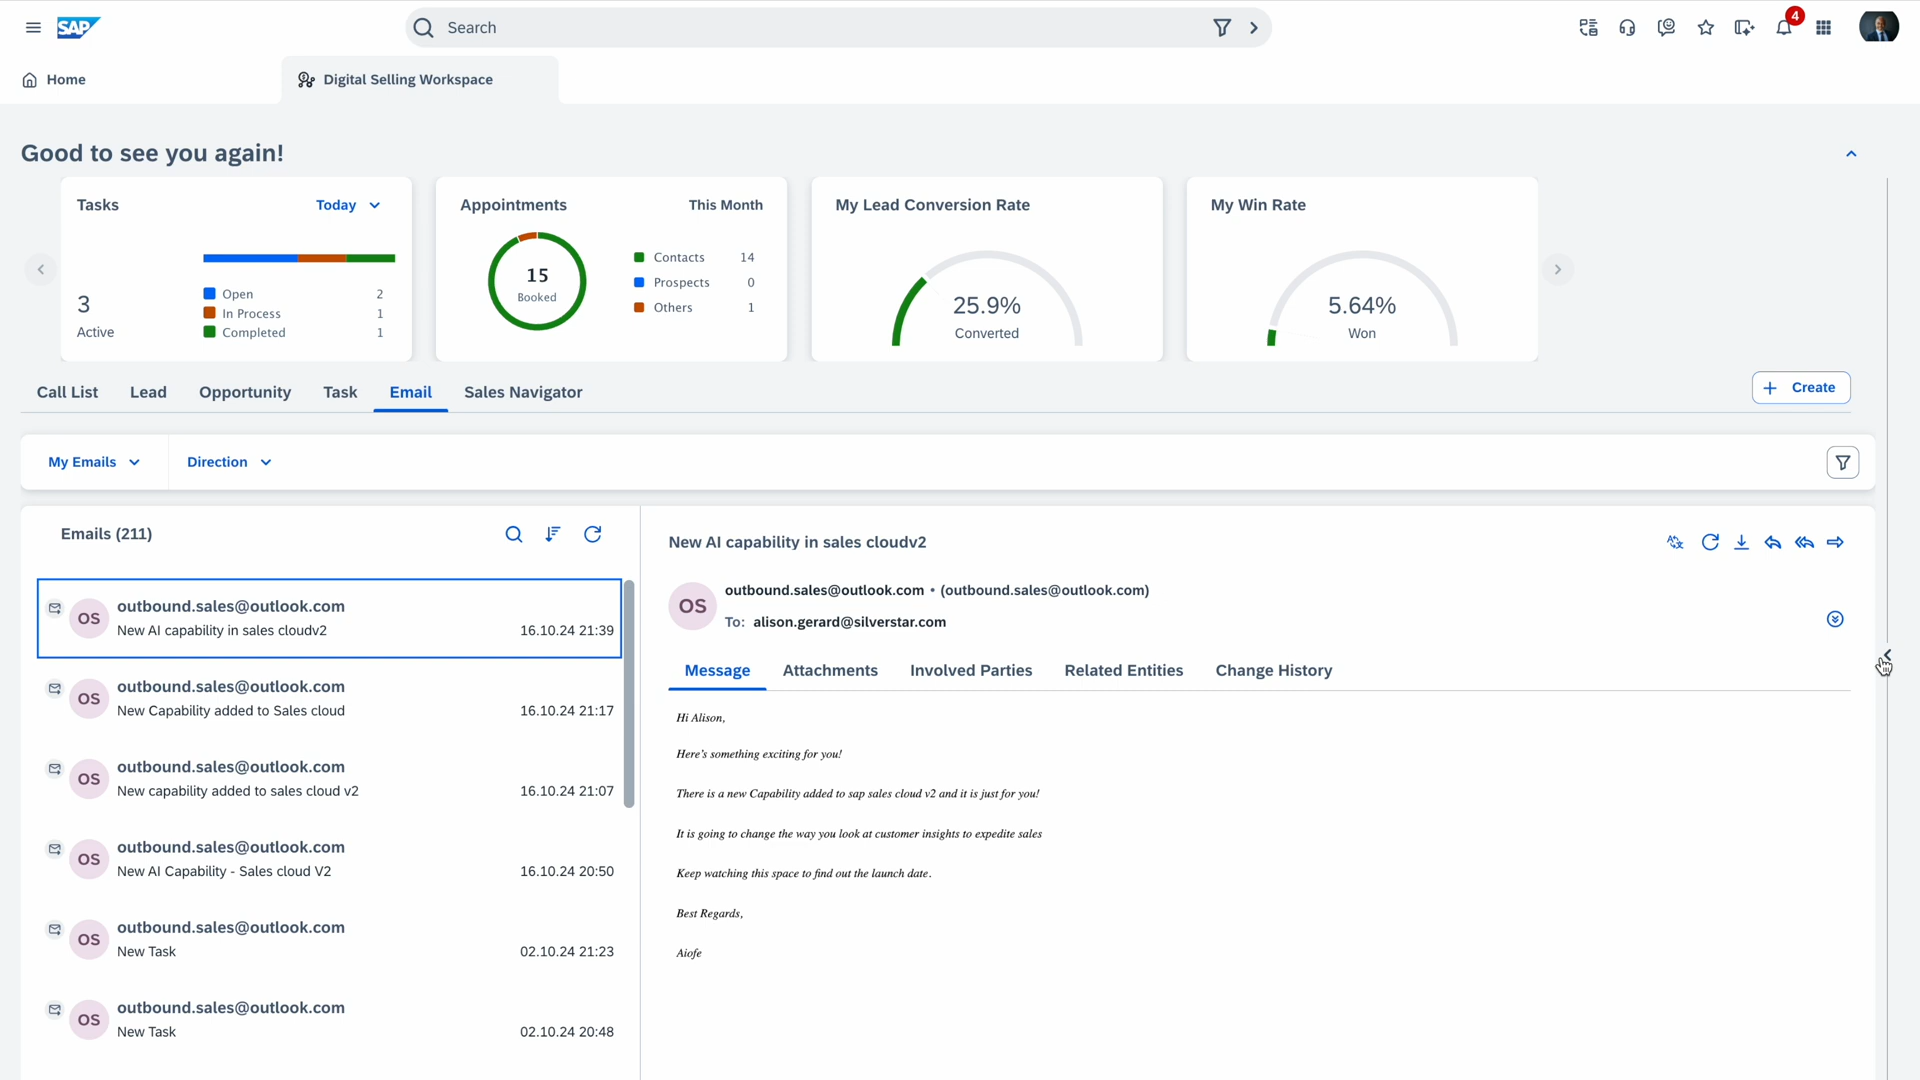 SAP
Search
4
Home
Digital Selling Workspace
Good to see you again!
Tasks
Today
3
Active
Open 2
In Process 1
Completed 1
Appointments
This Month
15
Booked
Contacts 14
Prospects 0
Others 1
My Lead Conversion Rate
25.9%
Converted
My Win Rate
5.64%
Won
Call List
Lead
Opportunity
Task
Email
Sales Navigator
Create
My Emails
Direction
Emails (211)
OS
outbound.sales@outlook.com
New AI capability in sales cloudv2 16.10.24 21:39
OS
outbound.sales@outlook.com
New Capability added to Sales cloud 16.10.24 21:17
OS
outbound.sales@outlook.com
New capability added to sales cloud v2 16.10.24 21:07
OS
outbound.sales@outlook.com
New AI Capability - Sales cloud V2 16.10.24 20:50
OS
outbound.sales@outlook.com
New Task 02.10.24 21:23
OS
outbound.sales@outlook.com
New Task 02.10.24 20:48
New AI capability in sales cloudv2
OS
outbound.sales@outlook.com • (outbound.sales@outlook.com)
To: alison.gerard@silverstar.com
Message
Attachments
Involved Parties
Related Entities
Change History
Hi Alison,
Here's something exciting for you!
There is a new Capability added to sap sales cloud v2 and it is just for you!
It is going to change the way you look at customer insights to expedite sales
Keep watching this space to find out the launch date.
Best Regards,
Aiofe